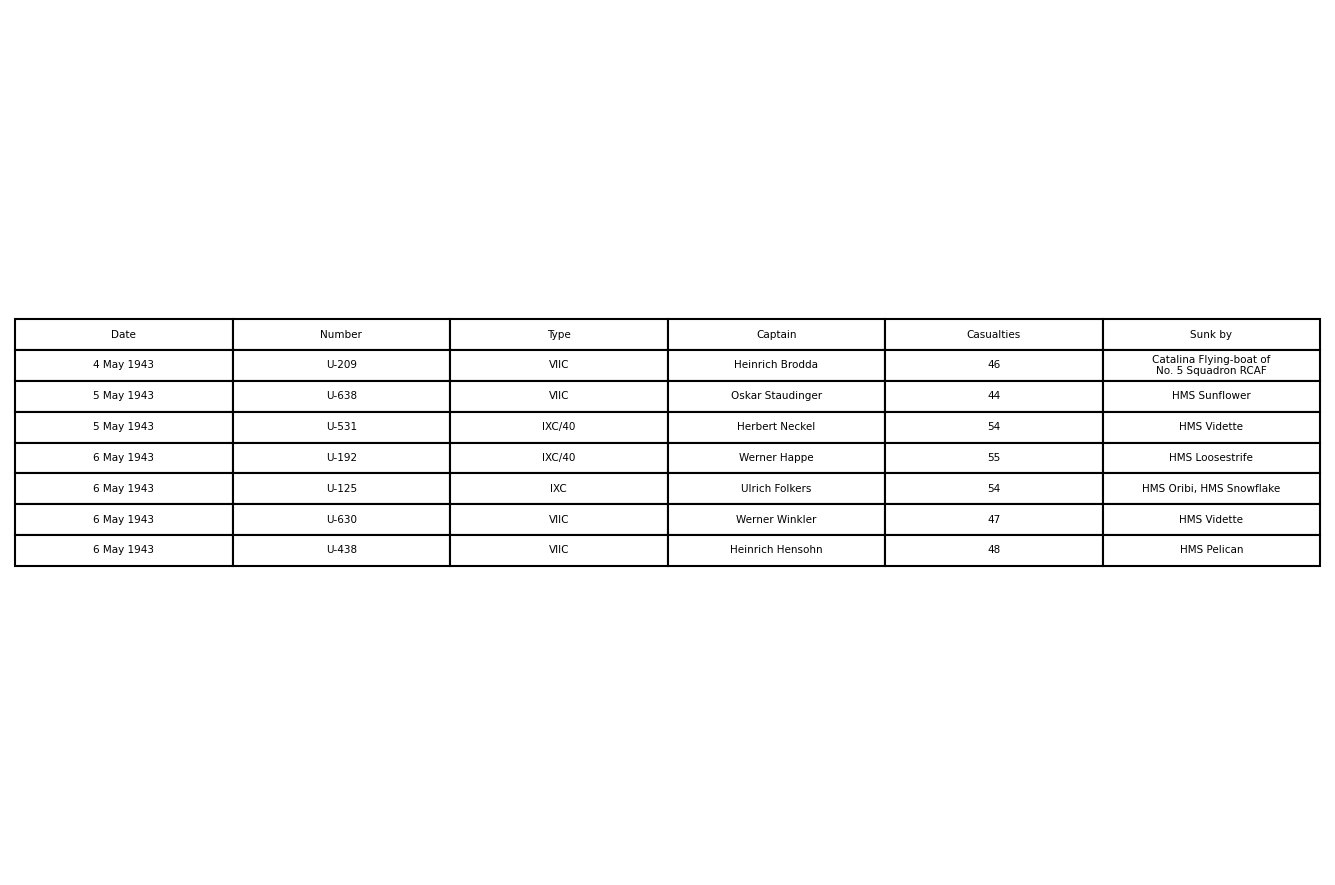 Date Number Type Captain Casualties Sunk by
4 May 1943 U-209 VIIC Heinrich Brodda 46 Catalina Flying-boat of
No. 5 Squadron RCAF
5 May 1943 U-638 VIIC Oskar Staudinger 44 HMS Sunflower
5 May 1943 U-531 IXC/40 Herbert Neckel 54 HMS Vidette
6 May 1943 U-192 IXC/40 Werner Happe 55 HMS Loosestrife
6 May 1943 U-125 IXC Ulrich Folkers 54 HMS Oribi, HMS Snowflake
6 May 1943 U-630 VIIC Werner Winkler 47 HMS Vidette
6 May 1943 U-438 VIIC Heinrich Hensohn 48 HMS Pelican